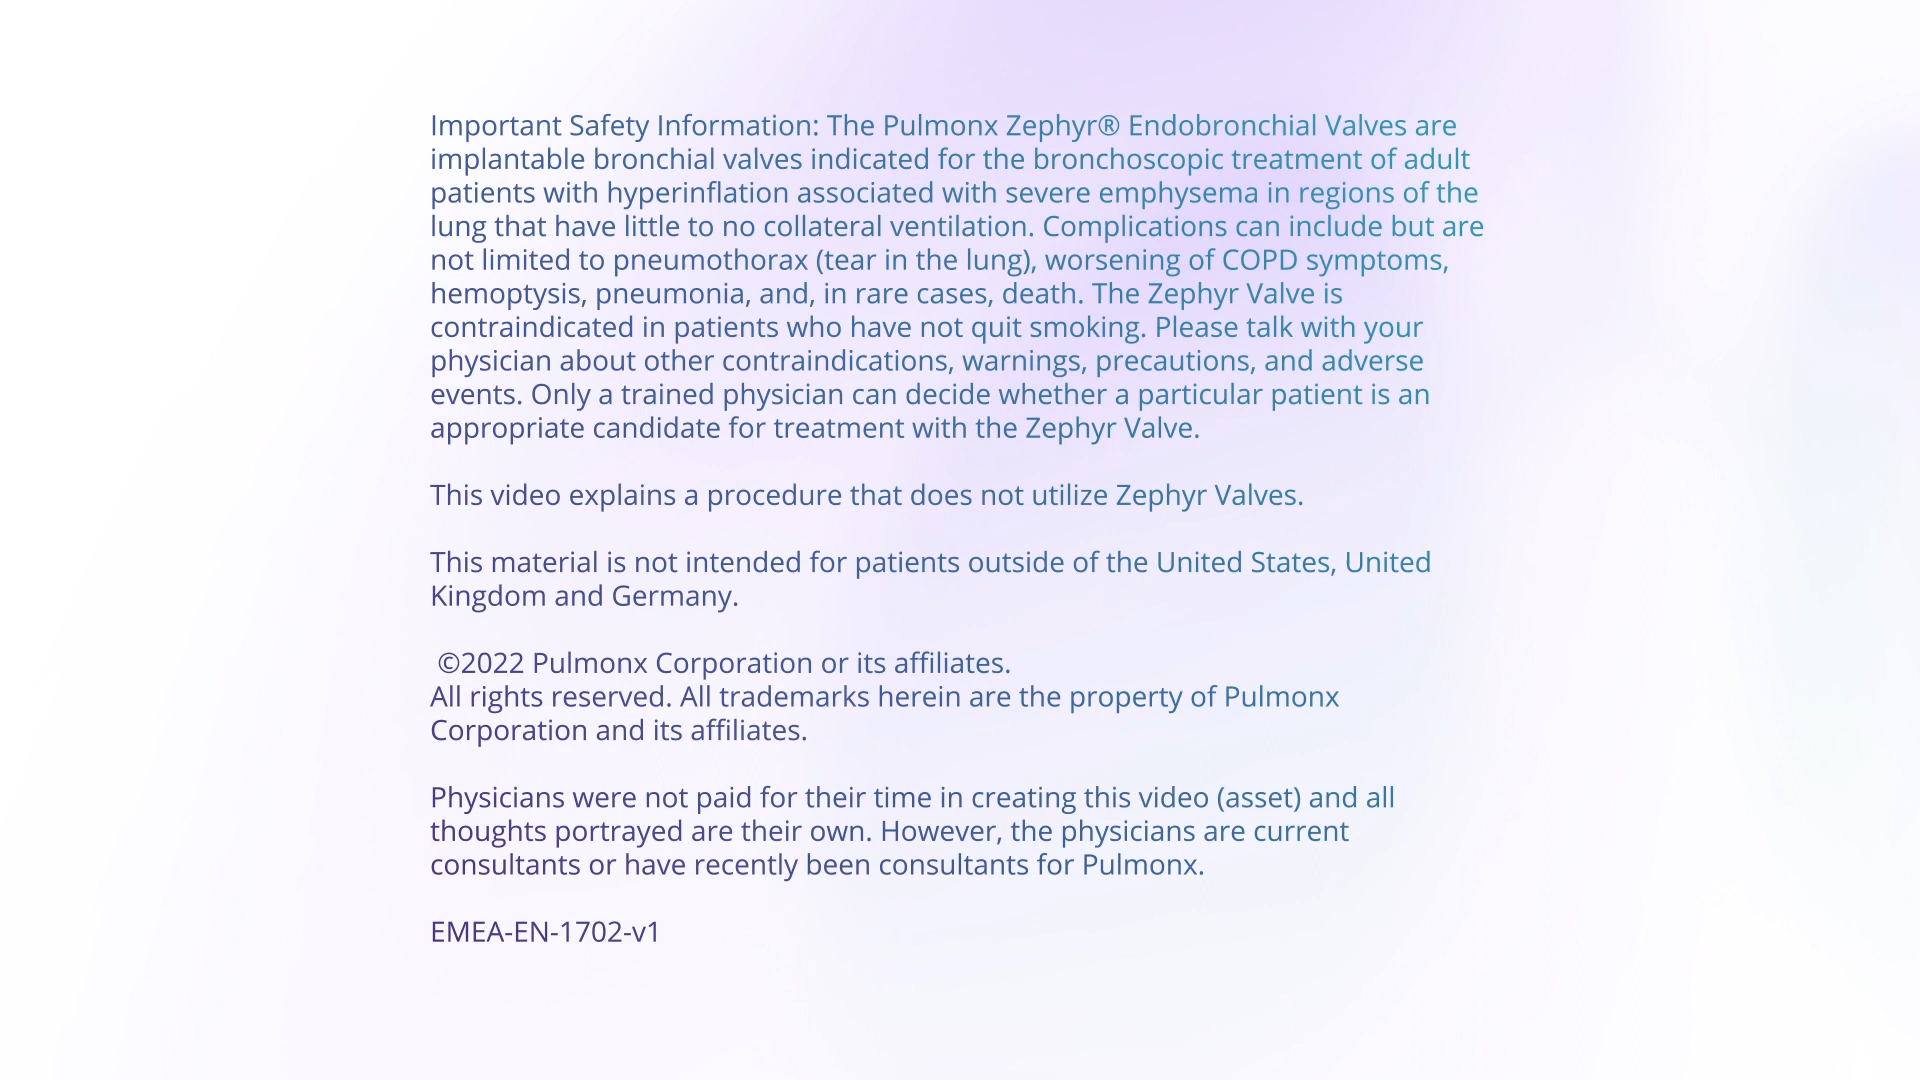 Important Safety Information: The Pulmonx Zephyr® Endobronchial Valves are
implantable bronchial valves indicated for the bronchoscopic treatment of adult
patients with hyperinflation associated with severe emphysema in regions of the
lung that have little to no collateral ventilation. Complications can include but are
not limited to pneumothorax (tear in the lung), worsening of COPD symptoms,
hemoptysis, pneumonia, and, in rare cases, death. The Zephyr Valve is
contraindicated in patients who have not quit smoking. Please talk with your
physician about other contraindications, warnings, precautions, and adverse
events. Only a trained physician can decide whether a particular patient is an
appropriate candidate for treatment with the Zephyr Valve.
This video explains a procedure that does not utilize Zephyr Valves.
This material is not intended for patients outside of the United States, United
Kingdom and Germany.
©2022 Pulmonx Corporation or its affiliates.
All rights reserved. All trademarks herein are the property of Pulmonx
Corporation and its affiliates.
Physicians were not paid for their time in creating this video (asset) and all
thoughts portrayed are their own. However, the physicians are current
consultants or have recently been consultants for Pulmonx.
EMEA-EN-1702-v1